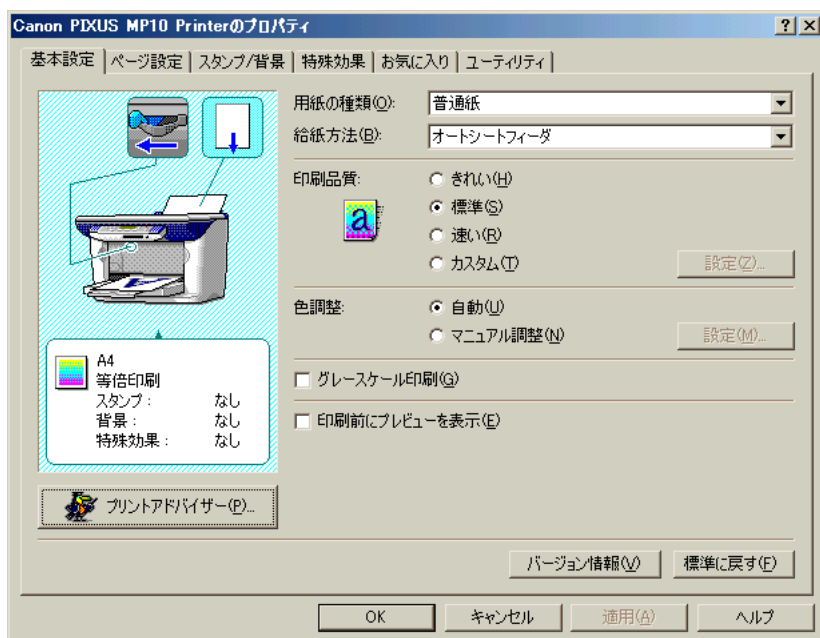 Canon PIXUS MP10 Printerのプロパティ
基本設定 ページ設定 スタンプ/背景 特殊効果 お気に入り ユーティリティ
用紙の種類(O): 普通紙
給紙方法(B): オートシートフィーダ
印刷品質: きれい(H)
標準(S)
速い(R)
カスタム(T) 設定(Z)...
a
色調整: 自動(U)
マニュアル調整(N) 設定(M)...
グレースケール印刷(G)
印刷前にプレビューを表示(E)
A4
等倍印刷
スタンプ: なし
背景: なし
特殊効果: なし
プリントアドバイザー(P)...
バージョン情報(V) 標準に戻す(F)
OK キャンセル 適用(A) ヘルプ